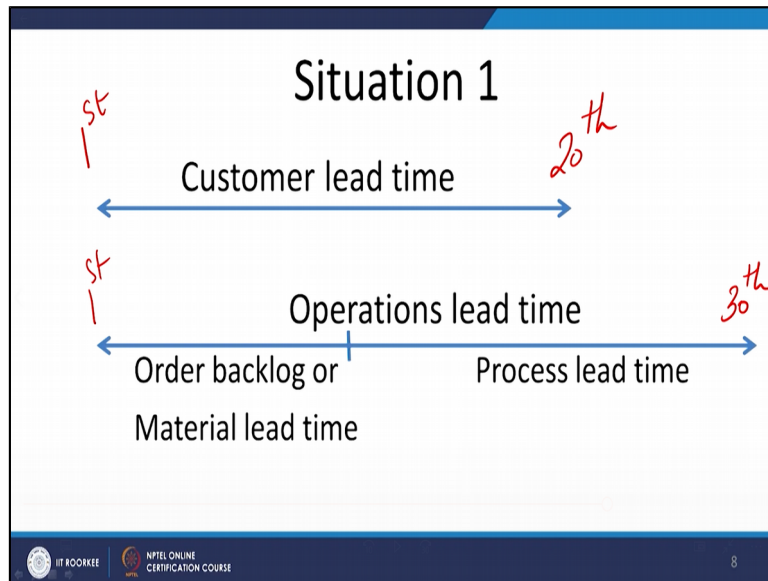 Situation 1
1st
20th
Customer lead time
1st
30th
Operations lead time
Order backlog or
Material lead time
Process lead time
IIT ROORKEE
NPTEL ONLINE
CERTIFICATION COURSE
8